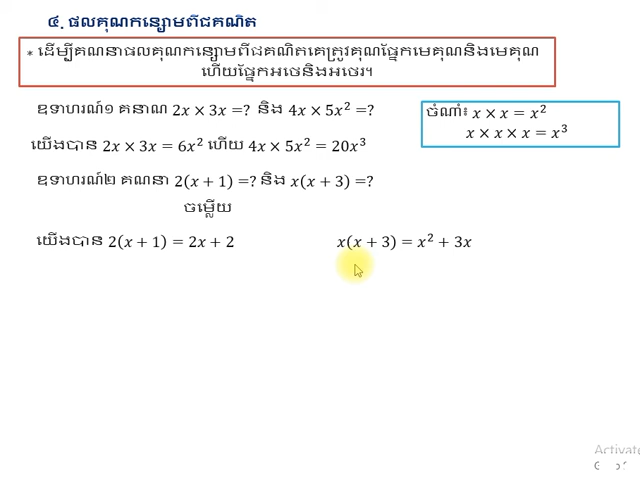 ៤. ផលគុណកន្សោមពីជគណិត
* ដើម្បីគណនាផលគុណកន្សោមពីជគណិតគេត្រូវគុណផ្នែកមេគុណនិងមេគុណ
ហើយផ្នែកអថេនិងអថេរ។
ឧទាហរណ៍១ គនាណ 2x × 3x =? និង 4x × 5x² =?
ចំណាំ៖ x × x = x²
x × x × x = x³
យើងបាន 2x × 3x = 6x² ហើយ 4x × 5x² = 20x³
ឧទាហរណ៍២ គណនា 2(x + 1) =? និង x(x + 3) =?
ចម្លើយ
យើងបាន 2(x + 1) = 2x + 2 x(x + 3) = x² + 3x
Activate